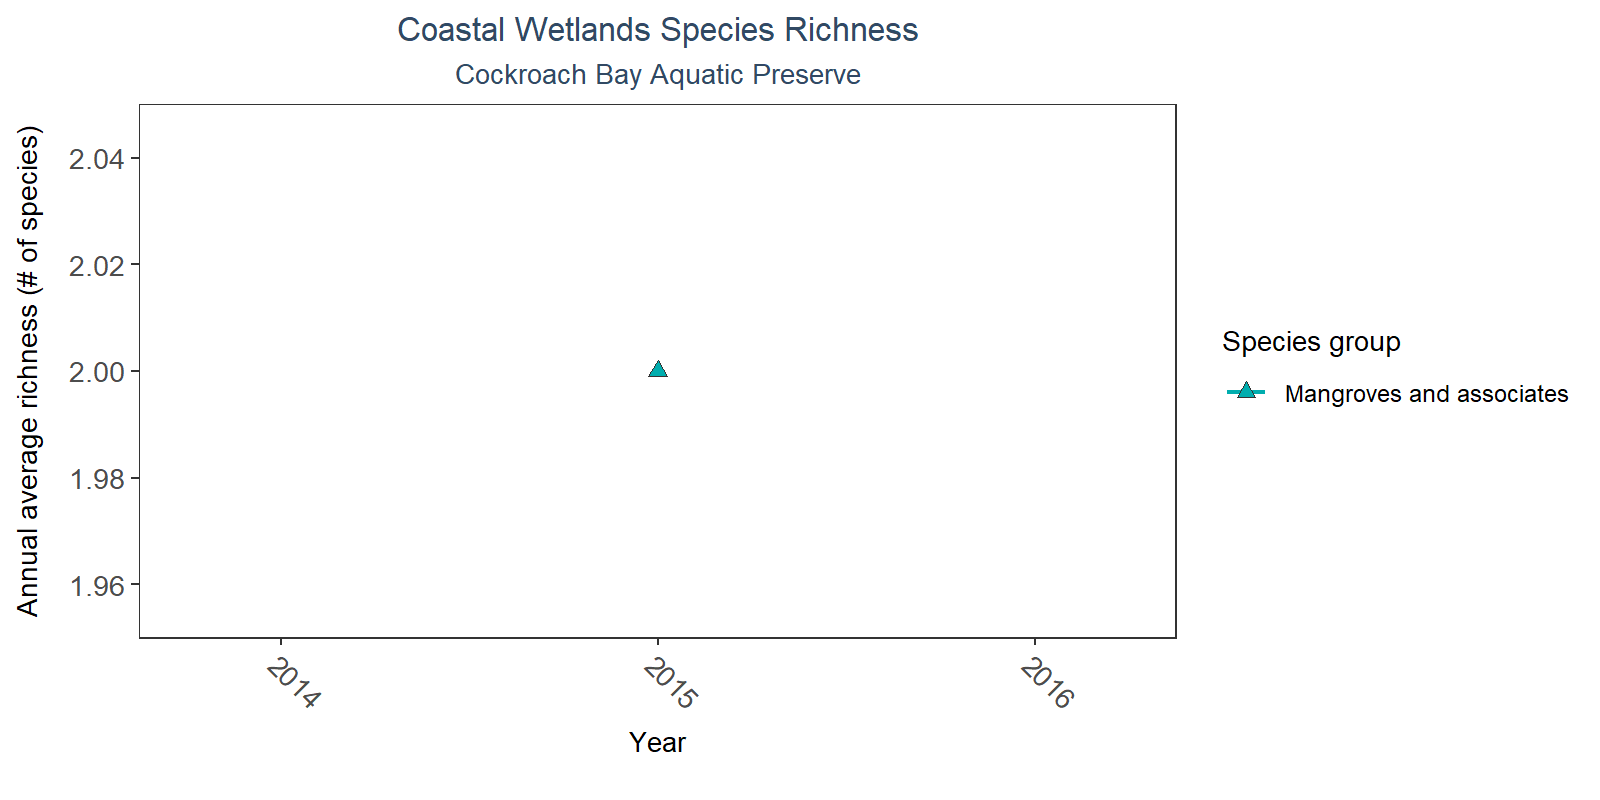 Coastal Wetlands Species Richness
Cockroach Bay Aquatic Preserve
Annual average richness (# of species)
2.04
2.02
2.00
1.98
1.96
2014
2015
2016
Year
Species group
Mangroves and associates